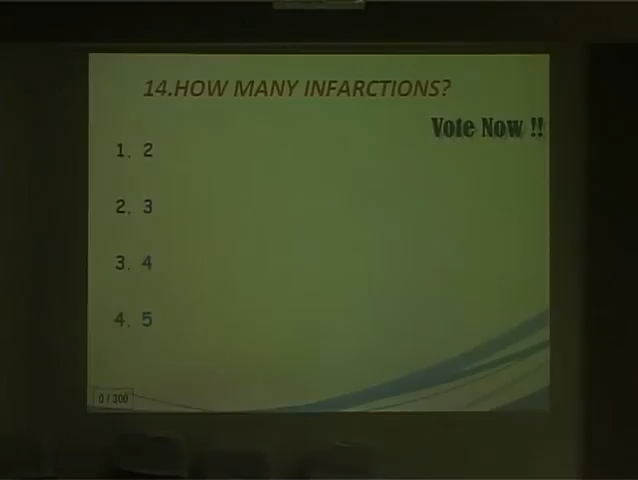 14.HOW MANY INFARCTIONS?
Vote Now !!
1. 2
2. 3
3. 4
4. 5
0 / 300